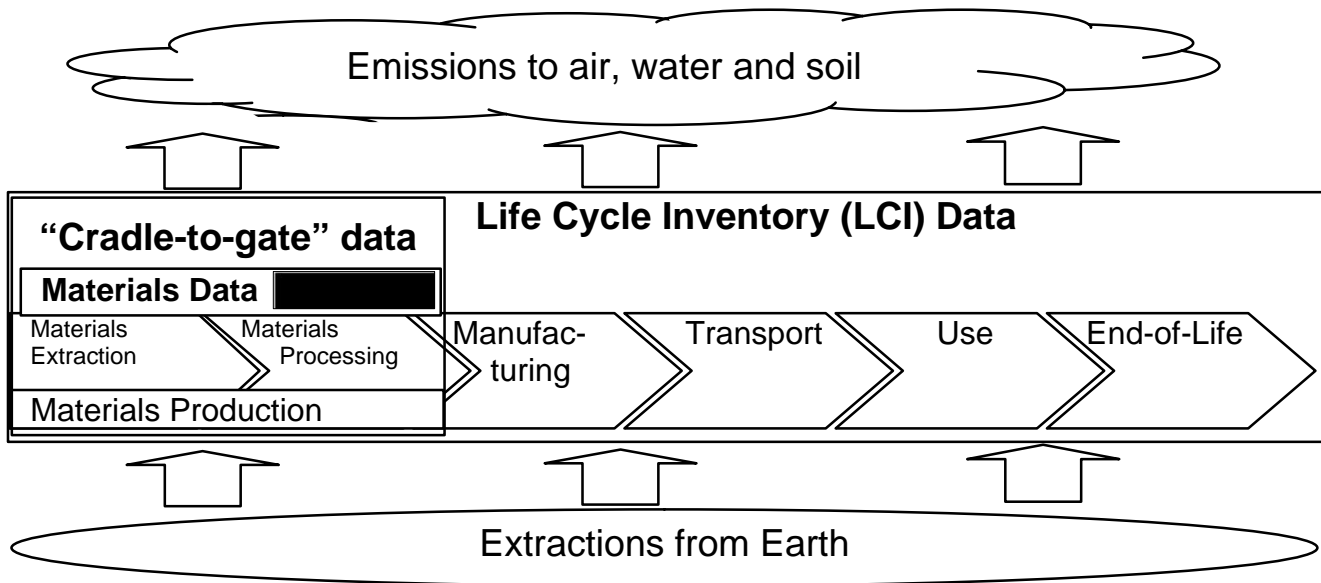 Emissions to air, water and soil
Life Cycle Inventory (LCI) Data
“Cradle-to-gate” data
Materials Data
Materials
Extraction
Materials
Processing
Manufac-
turing
Transport
Use
End-of-Life
Materials Production
Extractions from Earth